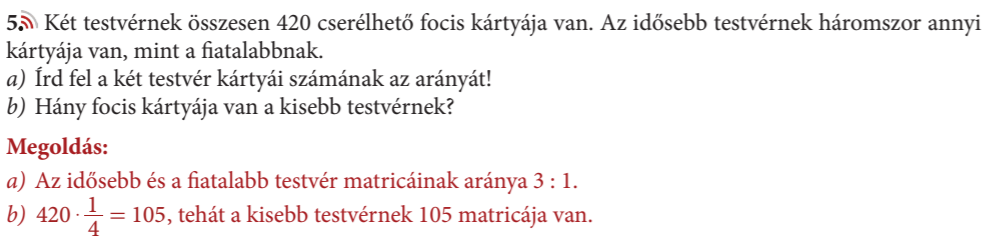 5. Két testvérnek összesen 420 cserélhető focis kártyája van. Az idősebb testvérnek háromszor annyi
kártyája van, mint a fiatalabbnak.
a) Írd fel a két testvér kártyái számának az arányát!
b) Hány focis kártyája van a kisebb testvérnek?
Megoldás:
a) Az idősebb és a fiatalabb testvér matricáinak aránya 3 : 1.
b) 420 · 1/4 = 105, tehát a kisebb testvérnek 105 matricája van.